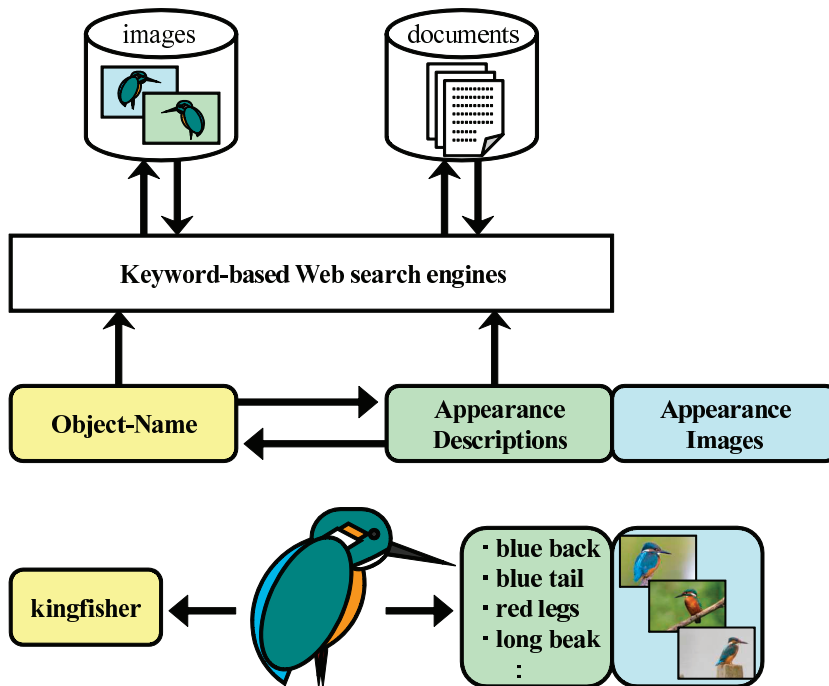 images
documents
Keyword-based Web search engines
Object-Name
Appearance
Descriptions
Appearance
Images
kingfisher
・blue back
・blue tail
・red legs
・long beak
: